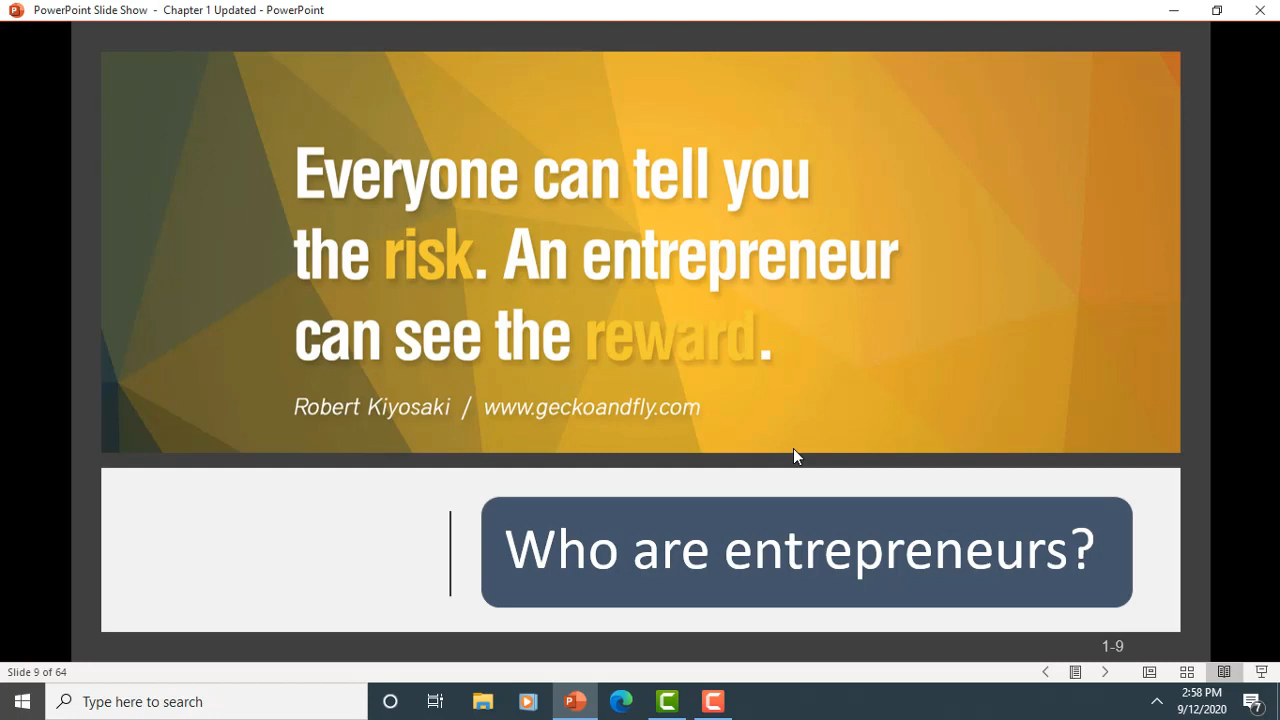 PowerPoint Slide Show - Chapter 1 Updated - PowerPoint
Everyone can tell you
the risk. An entrepreneur
can see the reward.
Robert Kiyosaki / www.geckoandfly.com
Who are entrepreneurs?
1-9
Slide 9 of 64
Type here to search
2:58 PM
9/12/2020
7